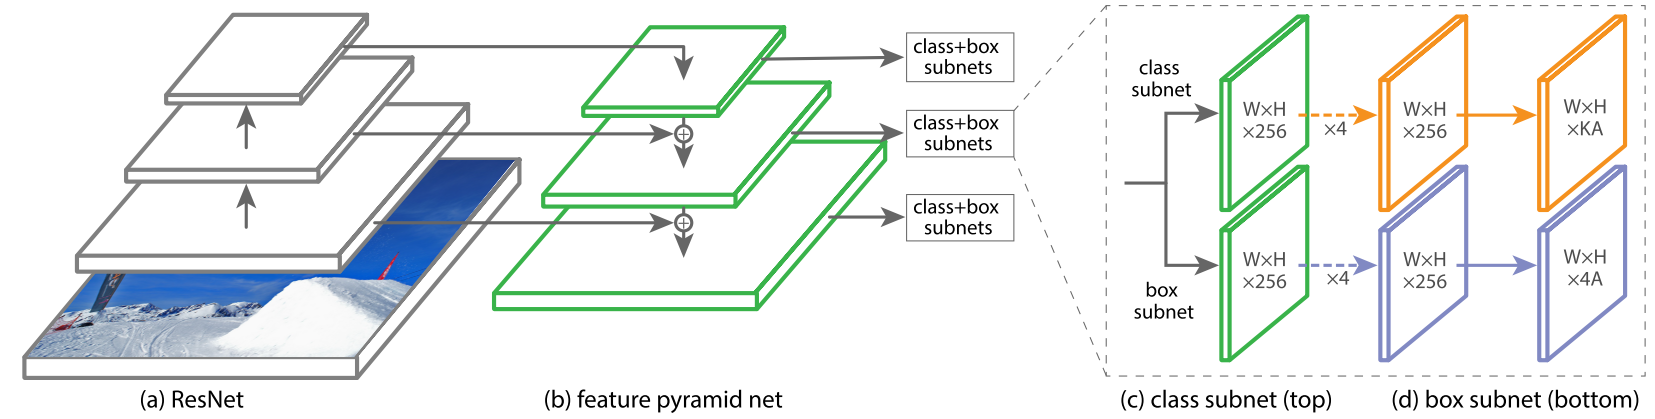 class+box
subnets
class+box
subnets
class+box
subnets
class
subnet
W×H
×256
×4
W×H
×256
W×H
×KA
box
subnet
W×H
×256
×4
W×H
×256
W×H
×4A
(a) ResNet
(b) feature pyramid net
(c) class subnet (top)
(d) box subnet (bottom)